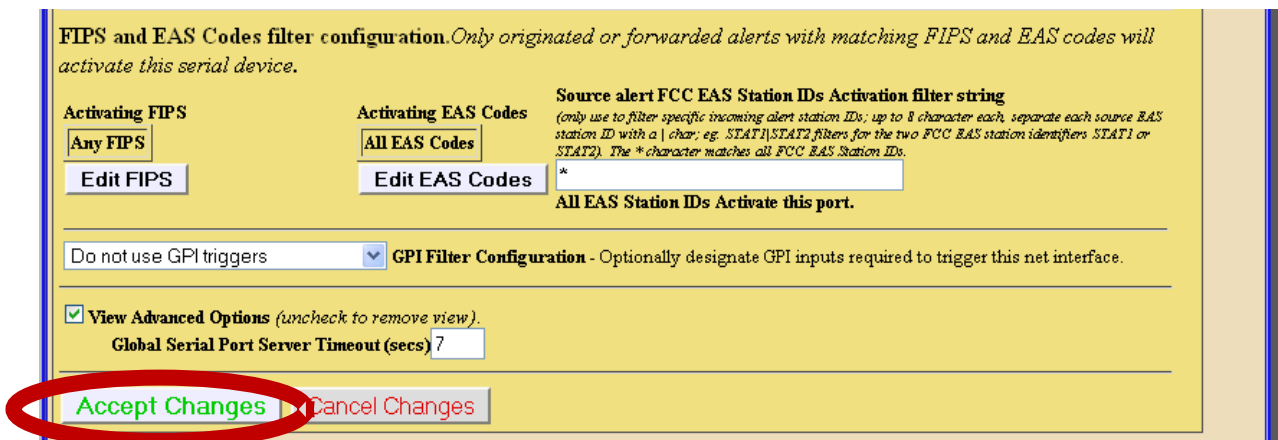 FIPS and EAS Codes filter configuration.Only originated or forwarded alerts with matching FIPS and EAS codes will
activate this serial device.
Activating FIPS
Any FIPS
Edit FIPS
Activating EAS Codes
All EAS Codes
Edit EAS Codes
Source alert FCC EAS Station IDs Activation filter string
(only use to filter specific incoming alert station IDs; up to 8 character each, separate each source EAS
station ID with a | char; eg. STAT1|STAT2 filters for the two FCC EAS station identifiers STAT1 or
STAT2). The * character matches all FCC EAS Station IDs.
*
All EAS Station IDs Activate this port.
Do not use GPI triggers
GPI Filter Configuration - Optionally designate GPI inputs required to trigger this net interface.
View Advanced Options (uncheck to remove view).
Global Serial Port Server Timeout (secs) 7
Accept Changes
Cancel Changes